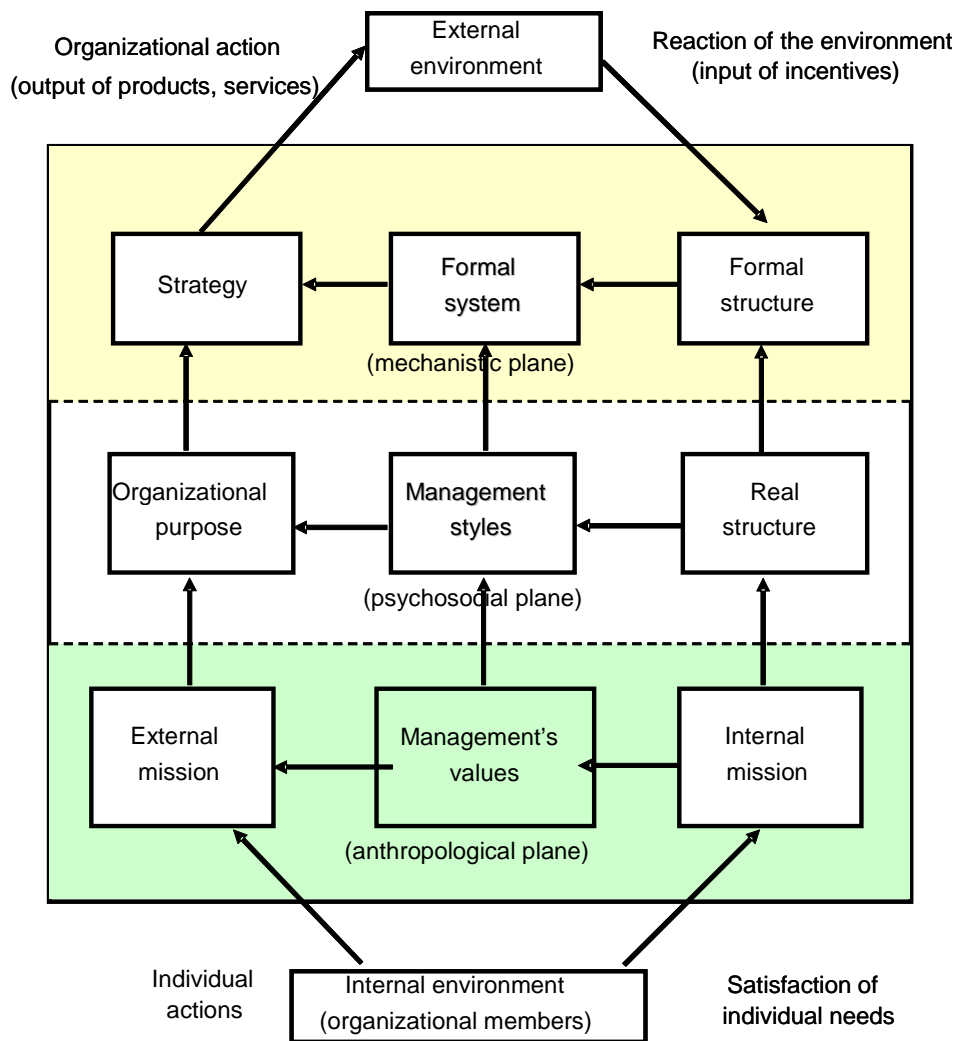 Organizational action
(output of products, services)
External
environment
Reaction of the environment
(input of incentives)
Strategy
Formal
system
Formal
structure
(mechanistic plane)
Organizational
purpose
Management
styles
Real
structure
(psychosocial plane)
External
mission
Management's
values
Internal
mission
(anthropological plane)
Individual
actions
Internal environment
(organizational members)
Satisfaction of
individual needs